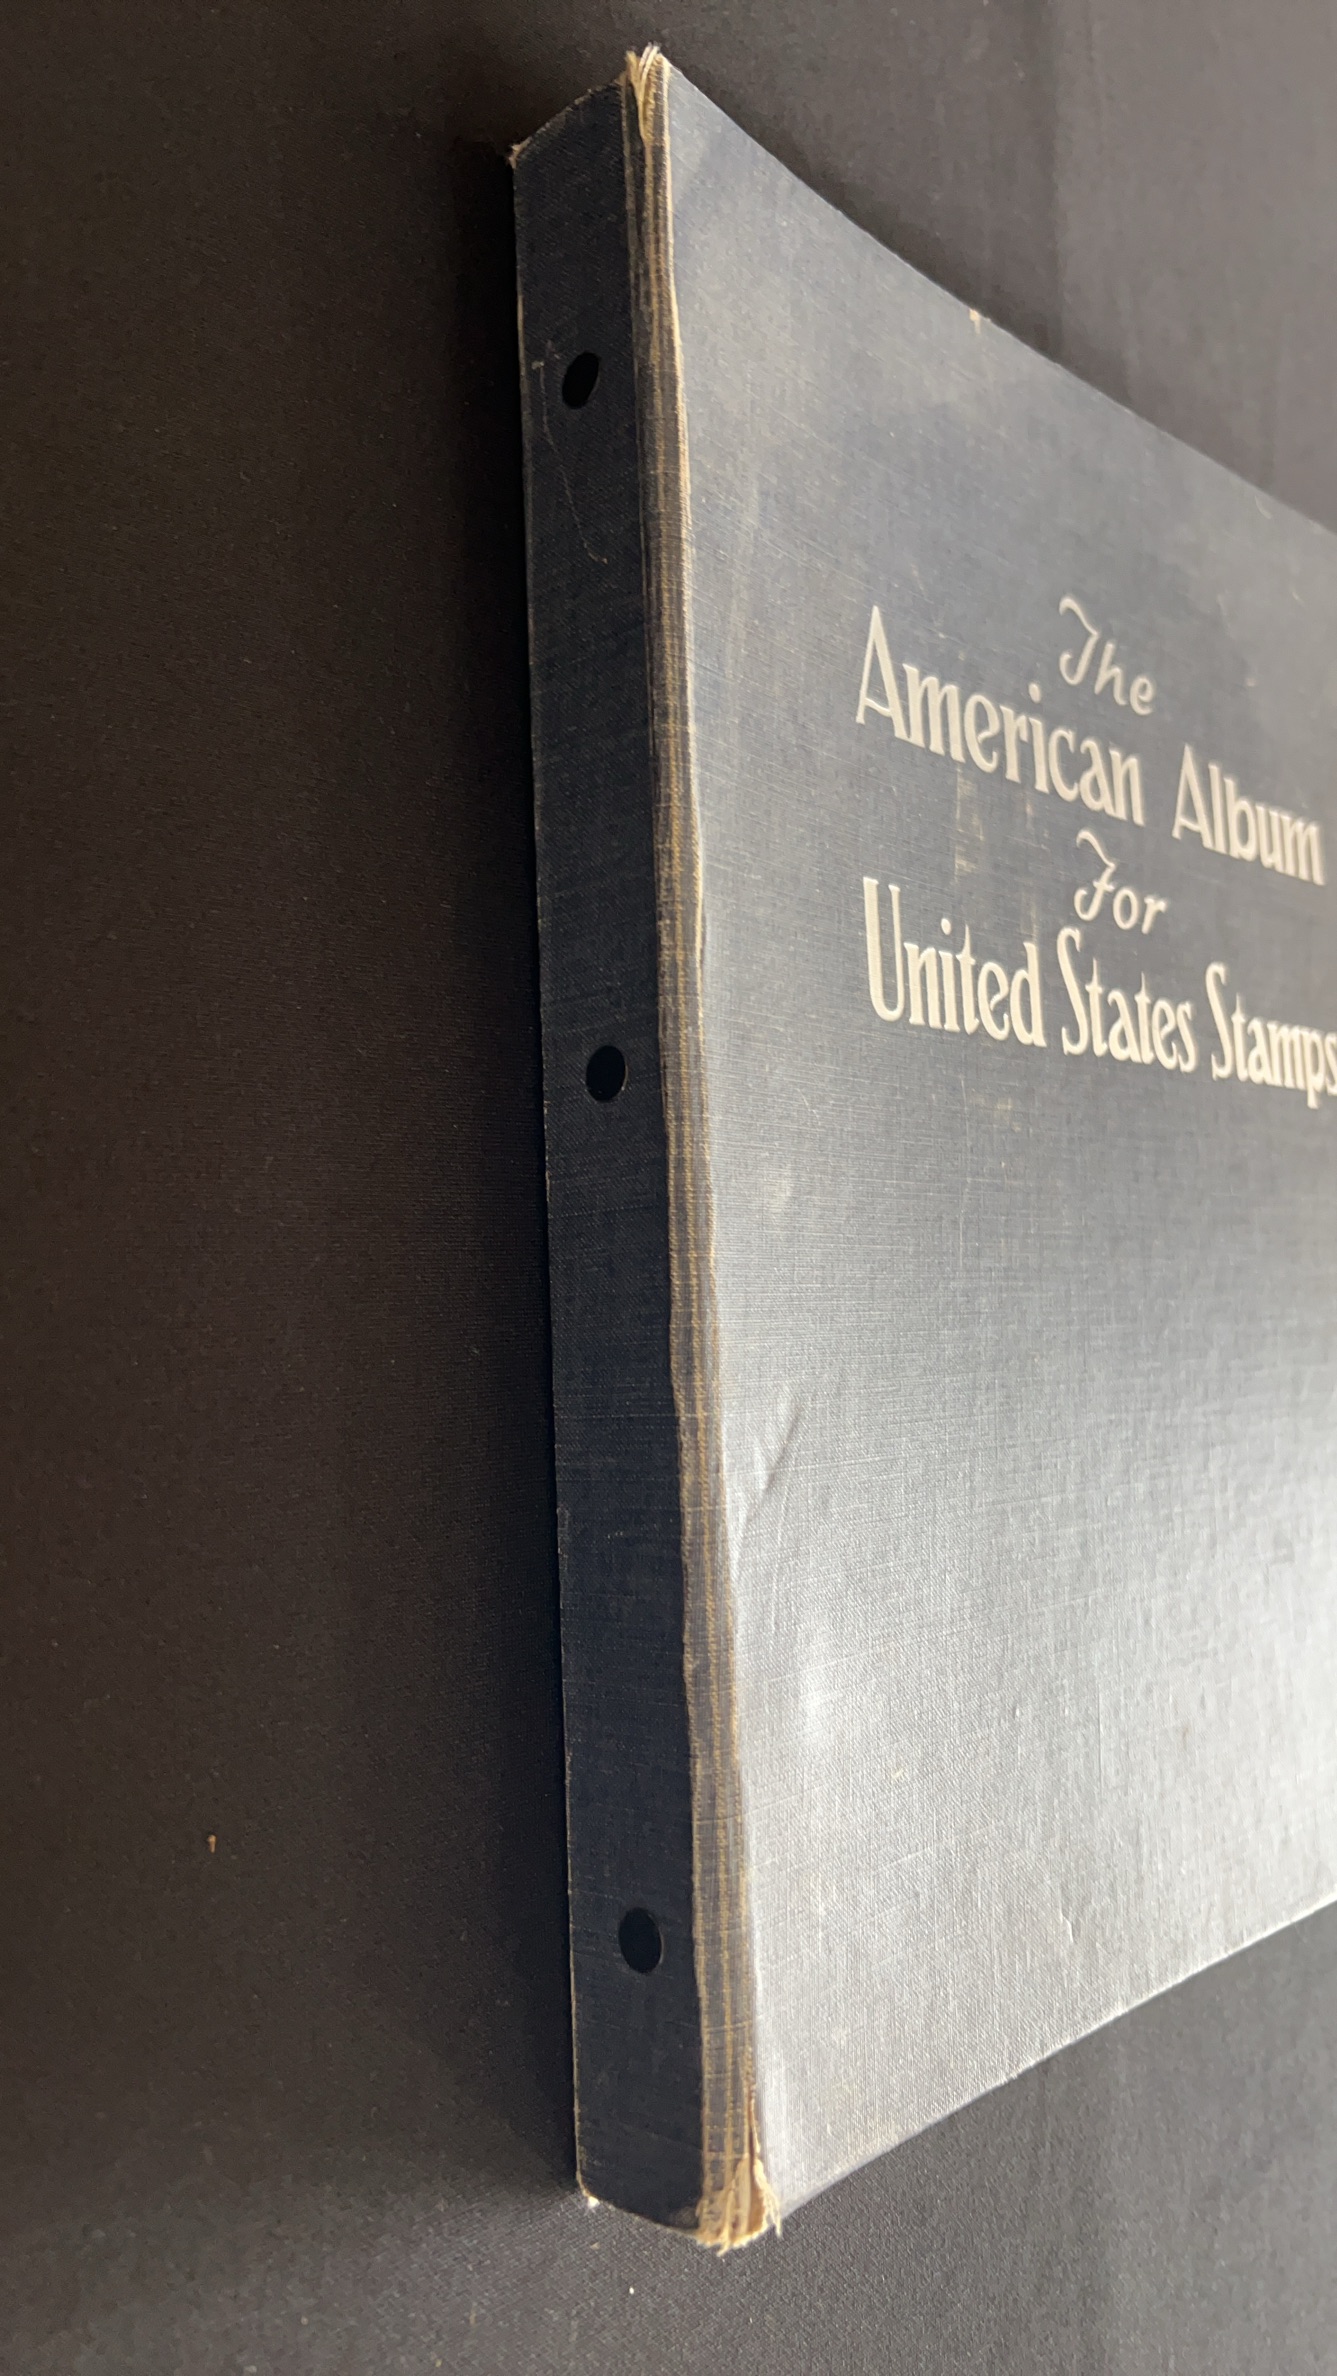 The
American Album
For
United States Stamps